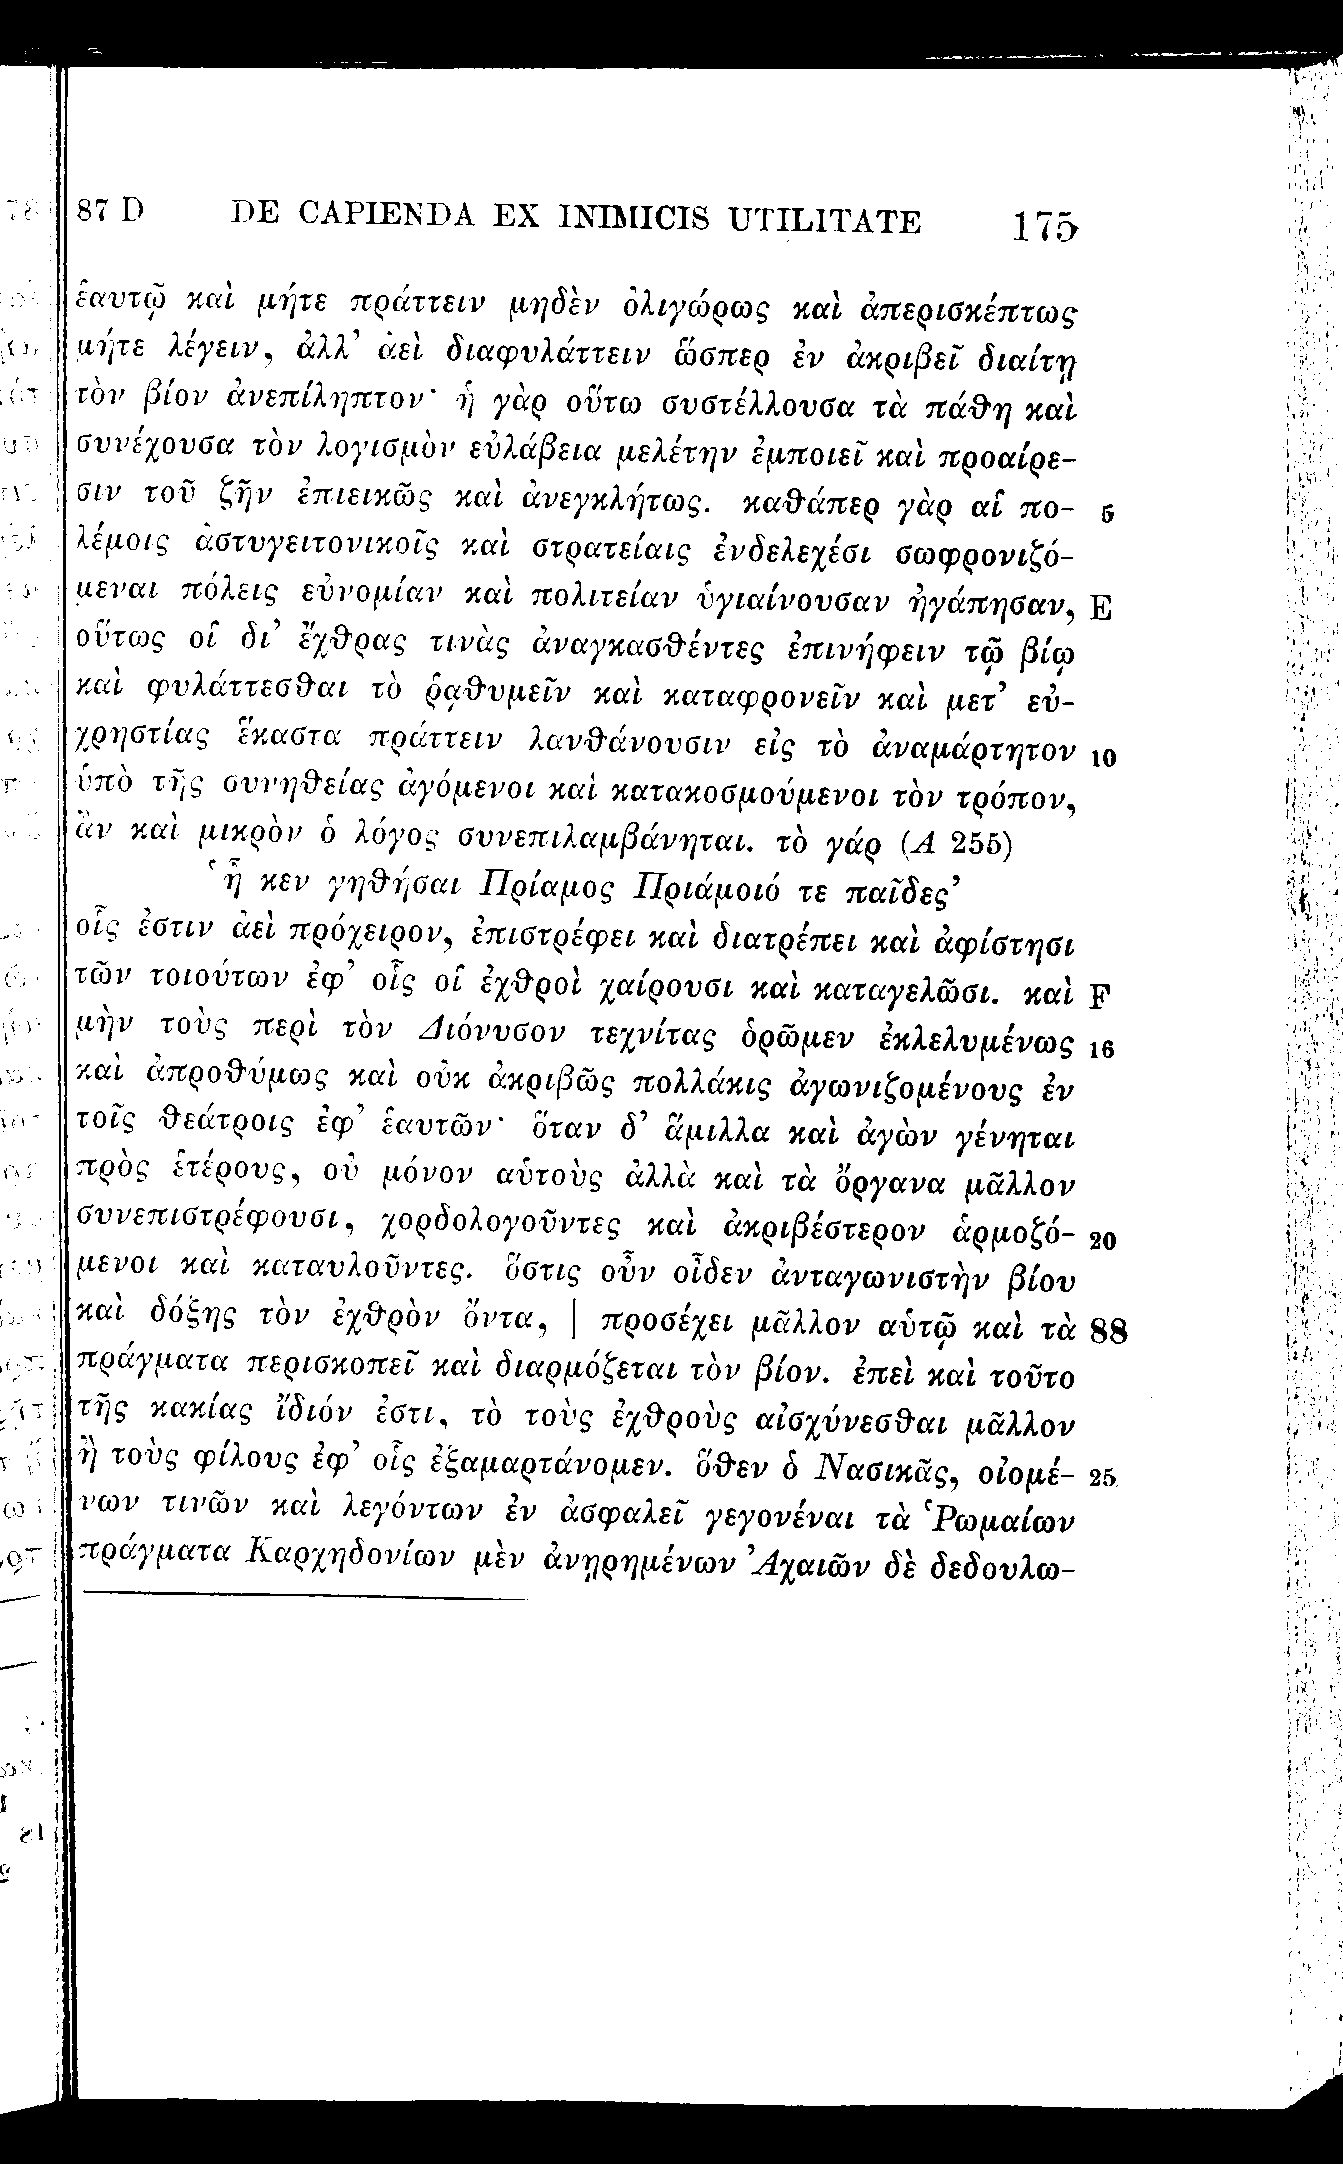 87 D DE CAPIENDA EX INIMICIS UTILITATE 175
ἑαυτῷ καὶ μήτε πράττειν μηδὲν ὀλιγώρως καὶ ἀπερισκέπτως
μήτε λέγειν, ἀλλ’ ἀεὶ διαφυλάττειν ὥσπερ ἐν ἀκριβεῖ διαίτῃ
τὸν βίον ἀνεπίληπτον· ἡ γὰρ οὕτω συστέλλουσα τὰ πάθη καὶ
συνέχουσα τὸν λογισμὸν εὐλάβεια μελέτην ἐμποιεῖ καὶ προαίρε-
σιν τοῦ ζῆν ἐπιεικῶς καὶ ἀνεγκλήτως. καθάπερ γὰρ αἱ πο- 5
λέμοις ἀστυγειτονικοῖς καὶ στρατείαις ἐνδελεχέσι σωφρονιζό-
μεναι πόλεις εὐνομίαν καὶ πολιτείαν ὑγιαίνουσαν ἠγάπησαν, E
οὕτως οἱ δι’ ἔχθρας τινὰς ἀναγκασθέντες ἐπινήφειν τῷ βίῳ
καὶ φυλάττεσθαι τὸ ῥᾳθυμεῖν καὶ καταφρονεῖν καὶ μετ’ εὐ-
χρηστίας ἕκαστα πράττειν λανθάνουσιν εἰς τὸ ἀναμάρτητον 10
ὑπὸ τῆς συνηθείας ἀγόμενοι καὶ κατακοσμούμενοι τὸν τρόπον,
ἂν καὶ μικρὸν ὁ λόγος συνεπιλαμβάνηται. τὸ γάρ (Α 255)
‘ἦ κεν γηθήσαι Πρίαμος Πριάμοιό τε παῖδες’
οἷς ἐστιν ἀεὶ πρόχειρον, ἐπιστρέφει καὶ διατρέπει καὶ ἀφίστησι
τῶν τοιούτων ἐφ’ οἷς οἱ ἐχθροὶ χαίρουσι καὶ καταγελῶσι. καὶ F
μὴν τοὺς περὶ τὸν Διόνυσον τεχνίτας ὁρῶμεν ἐκλελυμένως 16
καὶ ἀπροθύμως καὶ οὐκ ἀκριβῶς πολλάκις ἀγωνιζομένους ἐν
τοῖς θεάτροις ἐφ’ ἑαυτῶν· ὅταν δ’ ἅμιλλα καὶ ἀγὼν γένηται
πρὸς ἑτέρους, οὐ μόνον αὑτοὺς ἀλλὰ καὶ τὰ ὄργανα μᾶλλον
συνεπιστρέφουσι, χορδολογοῦντες καὶ ἀκριβέστερον ἁρμοζό- 20
μενοι καὶ καταυλοῦντες. ὅστις οὖν οἶδεν ἀνταγωνιστὴν βίου
καὶ δόξης τὸν ἐχθρὸν ὄντα, | προσέχει μᾶλλον αὑτῷ καὶ τὰ 88
πράγματα περισκοπεῖ καὶ διαρμόζεται τὸν βίον. ἐπεὶ καὶ τοῦτο
τῆς κακίας ἴδιόν ἐστι, τὸ τοὺς ἐχθροὺς αἰσχύνεσθαι μᾶλλον
ἢ τοὺς φίλους ἐφ’ οἷς ἐξαμαρτάνομεν. ὅθεν ὁ Νασικᾶς, οἰομέ- 25
νων τινῶν καὶ λεγόντων ἐν ἀσφαλεῖ γεγονέναι τὰ Ῥωμαίων
πράγματα Καρχηδονίων μὲν ἀνῃρημένων Ἀχαιῶν δὲ δεδουλω-